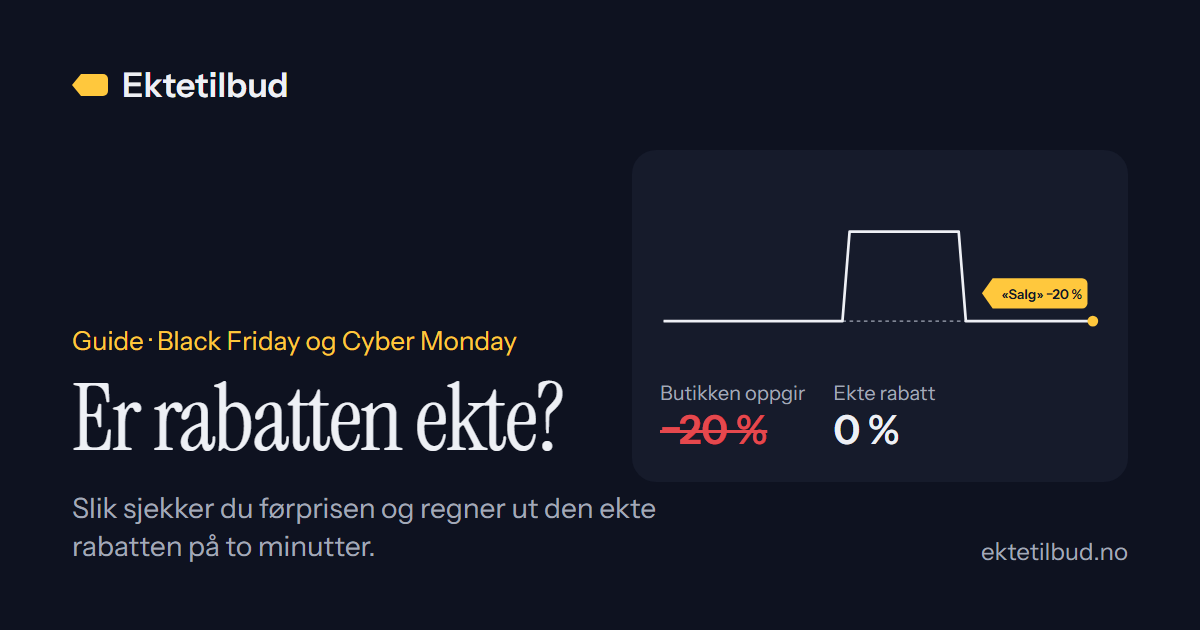 Ektetilbud
Guide · Black Friday og Cyber Monday
Er rabatten ekte?
Slik sjekker du førprisen og regner ut den ekte
rabatten på to minutter.
«Salg» −20 %
Butikken oppgir
−20 %
Ekte rabatt
0 %
ektetilbud.no